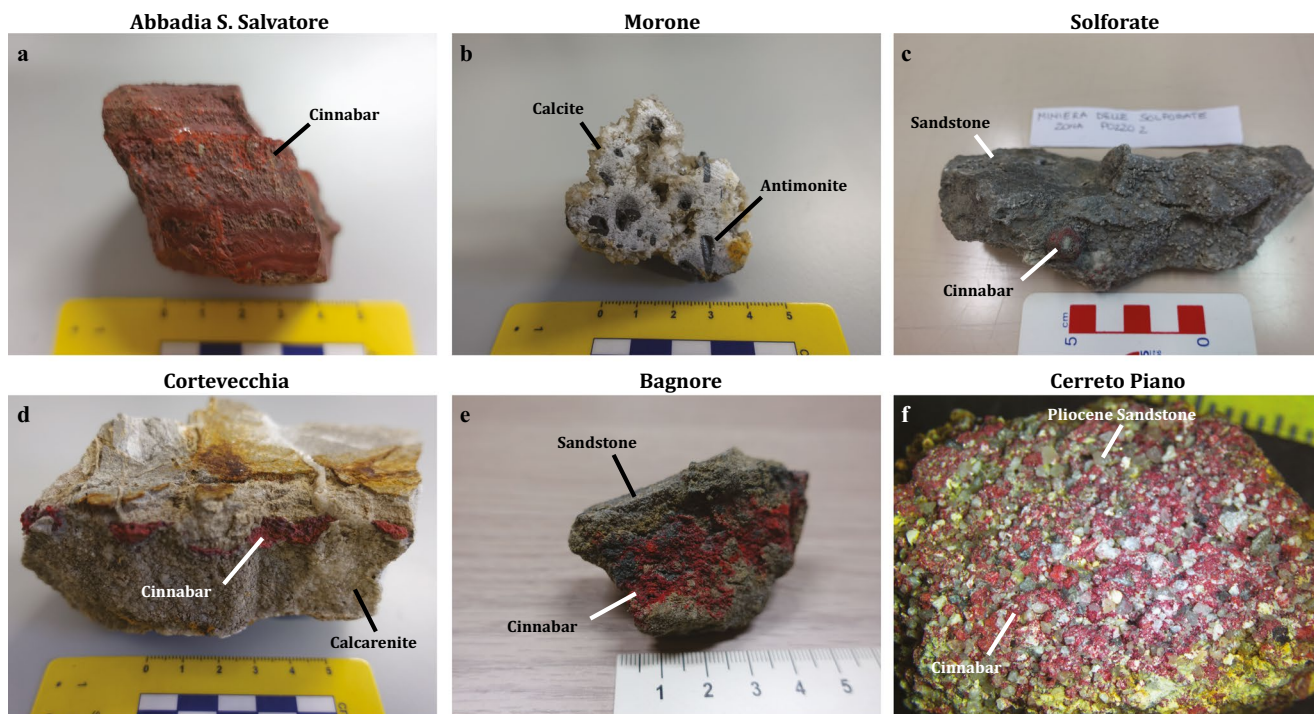 Abbadia S. Salvatore
Morone
Solforate
a
Cinnabar
0 1 2 3 4 5
b
Calcite
Antimonite
0 1 2 3 4 5
c
MINIERA DELLE SOLFORATE
ZONA POZZO 2
Sandstone
Cinnabar
cm
5 0
Cortevecchia
Bagnore
Cerreto Piano
d
Cinnabar
Calcarenite
0 1 2 3 4 5
e
Sandstone
Cinnabar
1 2 3 4 5
f
Pliocene Sandstone
Cinnabar